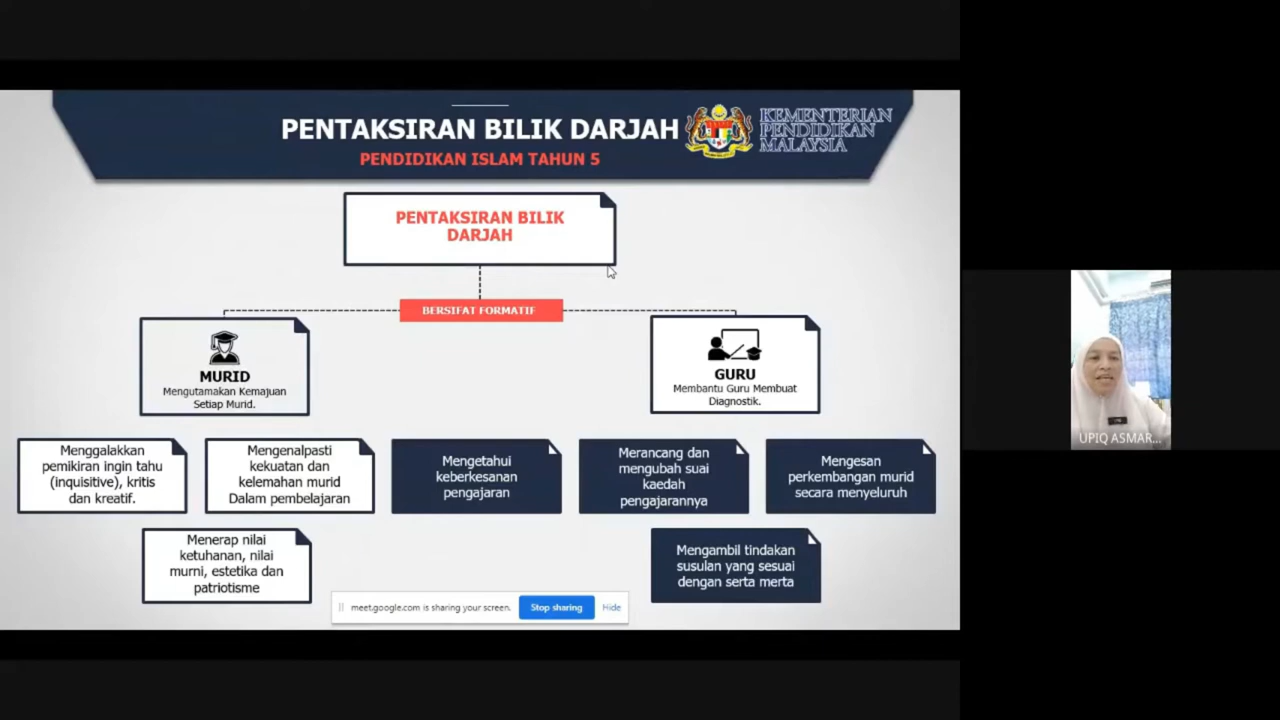 PENTAKSIRAN BILIK DARJAH
PENDIDIKAN ISLAM TAHUN 5
KEMENTERIAN
PENDIDIKAN
MALAYSIA
PENTAKSIRAN BILIK
DARJAH
BERSIFAT FORMATIF
MURID
Mengutamakan Kemajuan
Setiap Murid.
GURU
Membantu Guru Membuat
Diagnostik.
Menggalakkan
pemikiran ingin tahu
(inquisitive), kritis
dan kreatif.
Mengenalpasti
kekuatan dan
kelemahan murid
Dalam pembelajaran
Mengetahui
keberkesanan
pengajaran
Merancang dan
mengubah suai
kaedah
pengajarannya
Mengesan
perkembangan murid
secara menyeluruh
Menerap nilai
ketuhanan, nilai
murni, estetika dan
patriotisme
Mengambil tindakan
susulan yang sesuai
dengan serta merta
meet.google.com is sharing your screen.
Stop sharing
Hide
UPIQ ASMAR...